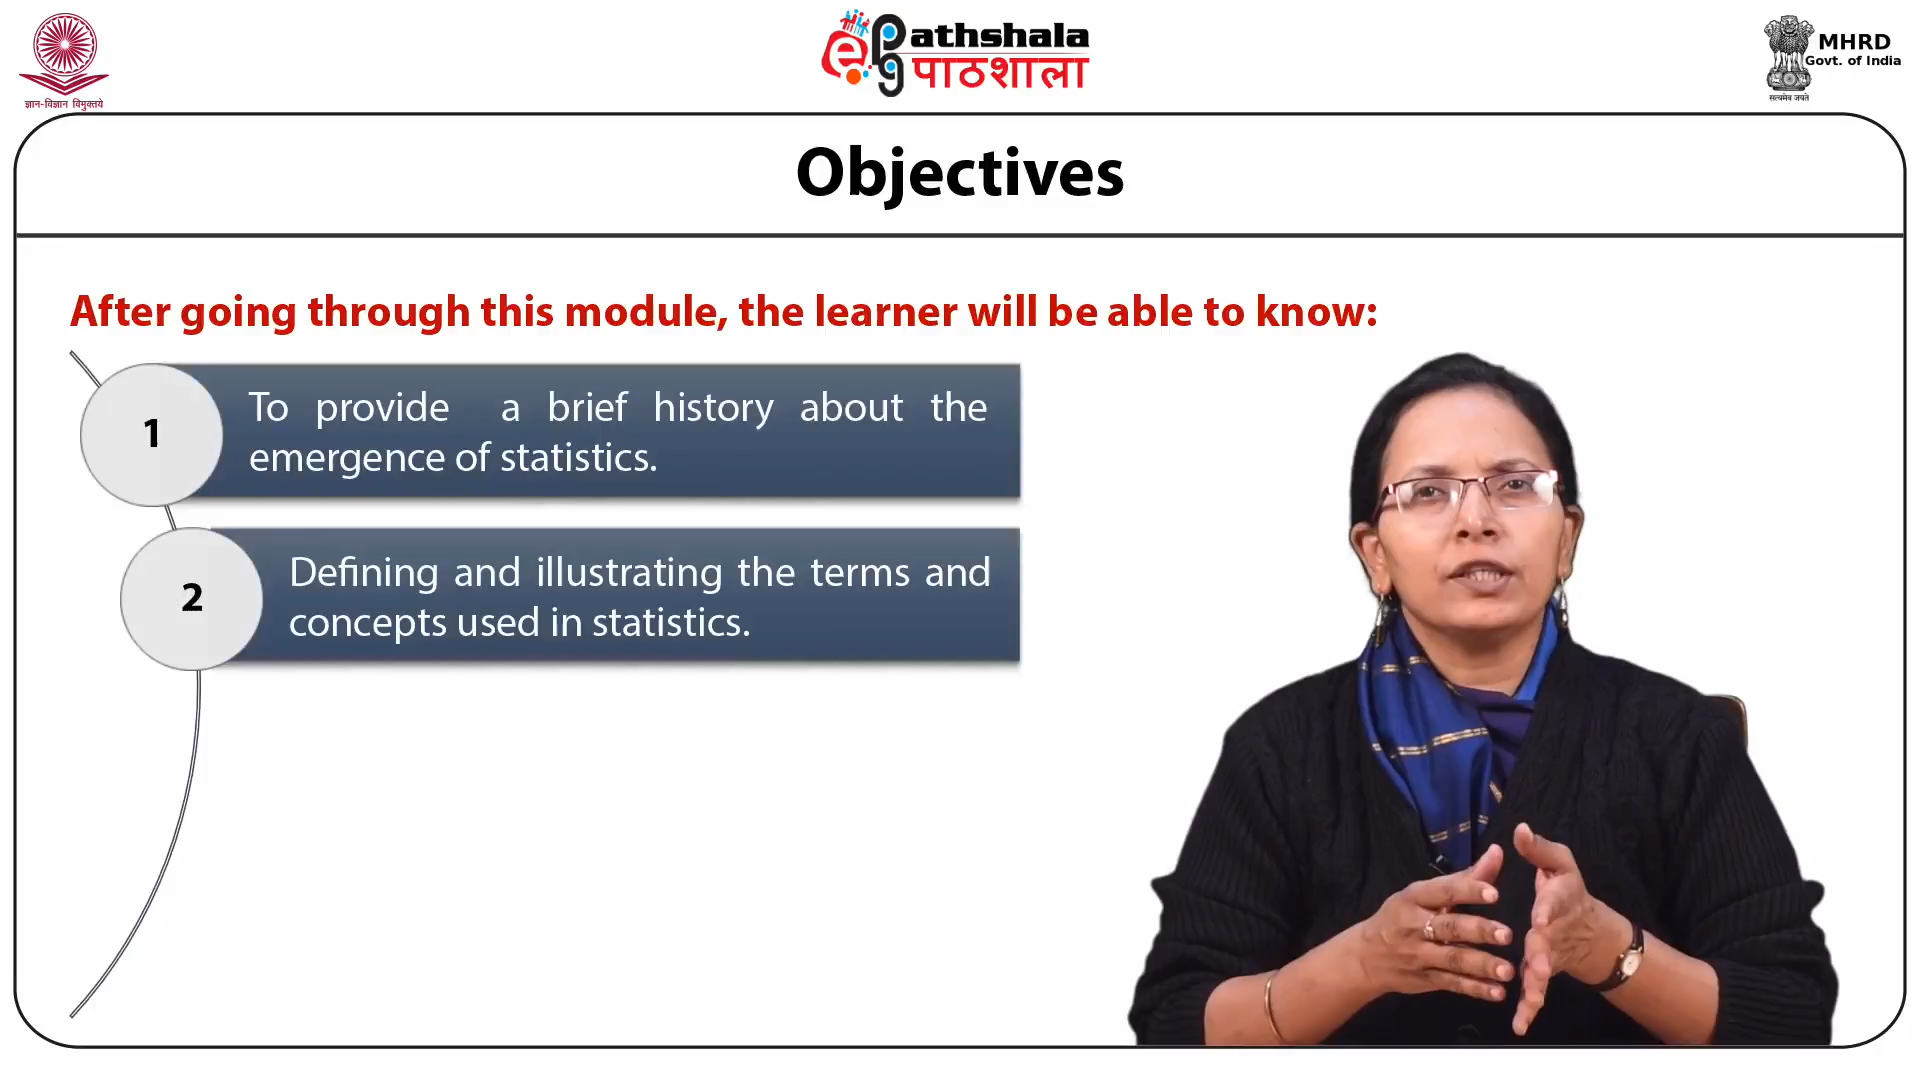 ज्ञान-विज्ञान विमुक्तये
ePathshala
पाठशाला
MHRD
Govt. of India
सत्यमेव जयते
Objectives
After going through this module, the learner will be able to know:
1
To provide a brief history about the
emergence of statistics.
2
Defining and illustrating the terms and
concepts used in statistics.